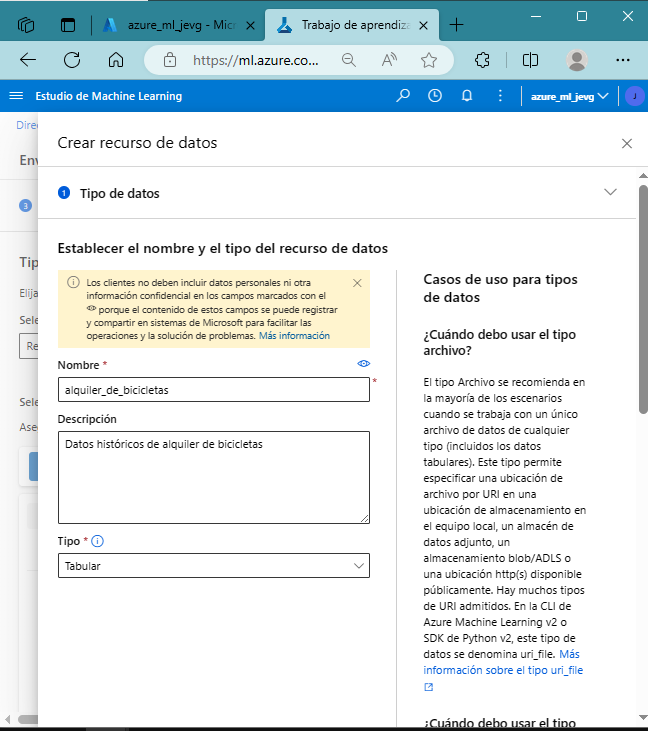 azure_ml_jevg - Micr
Trabajo de aprendiza
https://ml.azure.co...
Estudio de Machine Learning
azure_ml_jevg
J
Direc
Env
Crear recurso de datos
1 Tipo de datos
3
Establecer el nombre y el tipo del recurso de datos
Tip
Elija
Sele
Re
Sele
Ase
Los clientes no deben incluir datos personales ni otra
información confidencial en los campos marcados con el
porque el contenido de estos campos se puede registrar
y compartir en sistemas de Microsoft para facilitar las
operaciones y la solución de problemas. Más información
Nombre *
alquiler_de_bicicletas
*
Descripción
Datos históricos de alquiler de bicicletas
Tipo *
Tabular
Casos de uso para tipos
de datos
¿Cuándo debo usar el tipo
archivo?
El tipo Archivo se recomienda en
la mayoría de los escenarios
cuando se trabaja con un único
archivo de datos de cualquier
tipo (incluidos los datos
tabulares). Este tipo permite
especificar una ubicación de
archivo por URI en una
ubicación de almacenamiento en
el equipo local, un almacén de
datos adjunto, un
almacenamiento blob/ADLS o
una ubicación http(s) disponible
públicamente. Hay muchos tipos
de URI admitidos. En la CLI de
Azure Machine Learning v2 o
SDK de Python v2, este tipo de
datos se denomina uri_file. Más
información sobre el tipo uri_file
¿Cuándo debo usar el tipo